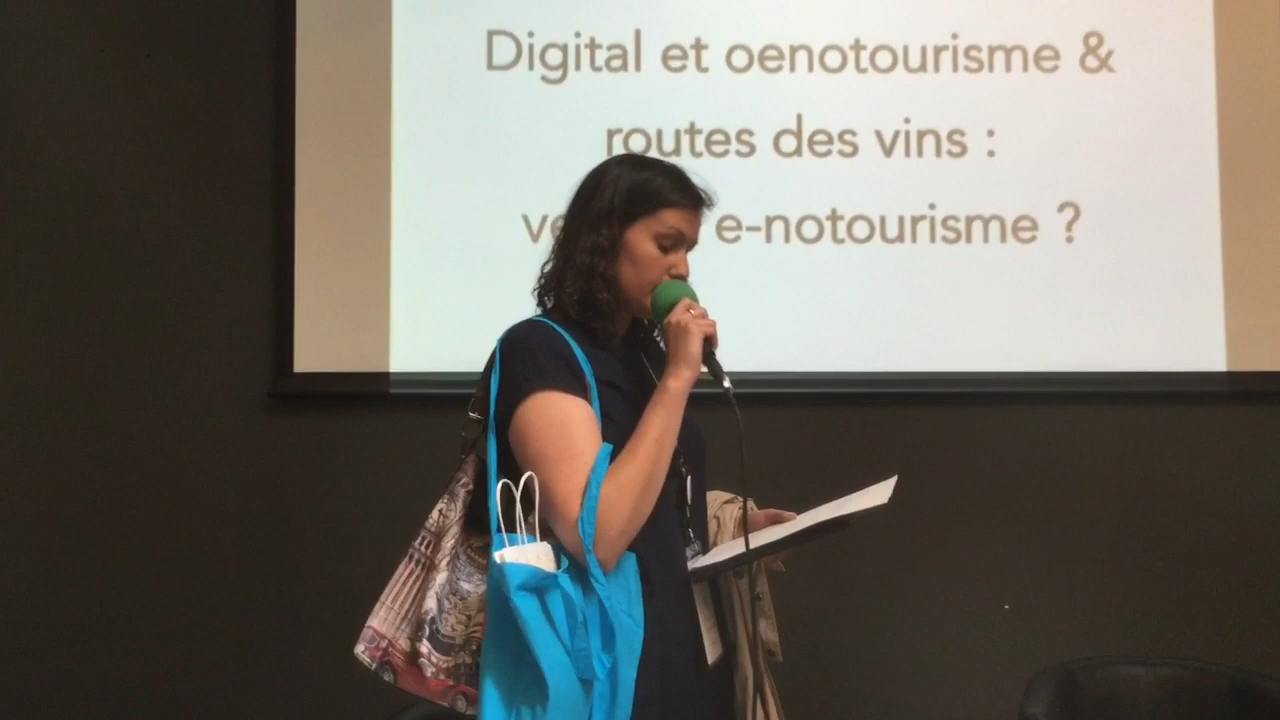 Digital et oenotourisme &
routes des vins :
e-notourisme ?